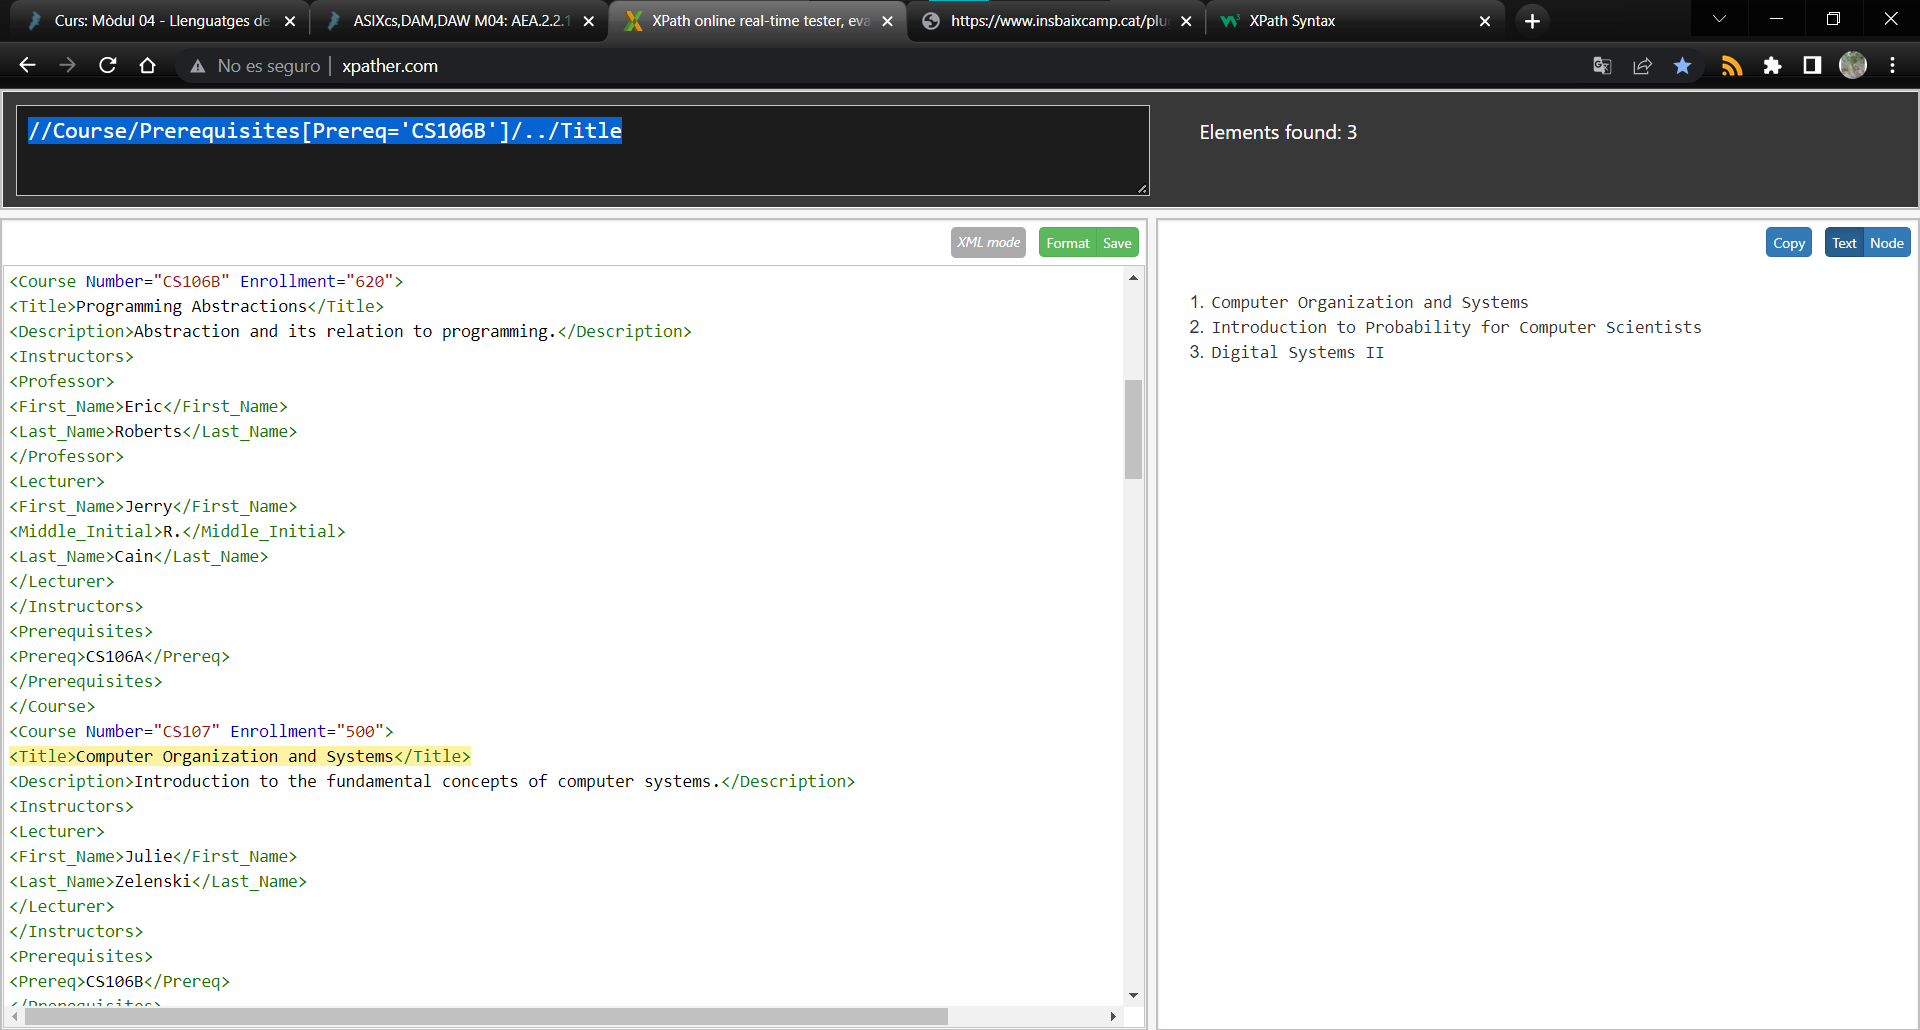 Curs: Mòdul 04 - Llenguatges de
ASIXcs,DAM,DAW M04: AEA.2.2.1
XPath online real-time tester, eva
https://www.insbaixcamp.cat/plu
XPath Syntax
No es seguro
xpather.com
//Course/Prerequisites[Prereq='CS106B']/../Title
Elements found: 3
XML mode
Format
Save
Copy
Text
Node
<Course Number="CS106B" Enrollment="620">
<Title>Programming Abstractions</Title>
<Description>Abstraction and its relation to programming.</Description>
<Instructors>
<Professor>
<First_Name>Eric</First_Name>
<Last_Name>Roberts</Last_Name>
</Professor>
<Lecturer>
<First_Name>Jerry</First_Name>
<Middle_Initial>R.</Middle_Initial>
<Last_Name>Cain</Last_Name>
</Lecturer>
</Instructors>
<Prerequisites>
<Prereq>CS106A</Prereq>
</Prerequisites>
</Course>
<Course Number="CS107" Enrollment="500">
<Title>Computer Organization and Systems</Title>
<Description>Introduction to the fundamental concepts of computer systems.</Description>
<Instructors>
<Lecturer>
<First_Name>Julie</First_Name>
<Last_Name>Zelenski</Last_Name>
</Lecturer>
</Instructors>
<Prerequisites>
<Prereq>CS106B</Prereq>
</Prerequisites>
1. Computer Organization and Systems
2. Introduction to Probability for Computer Scientists
3. Digital Systems II